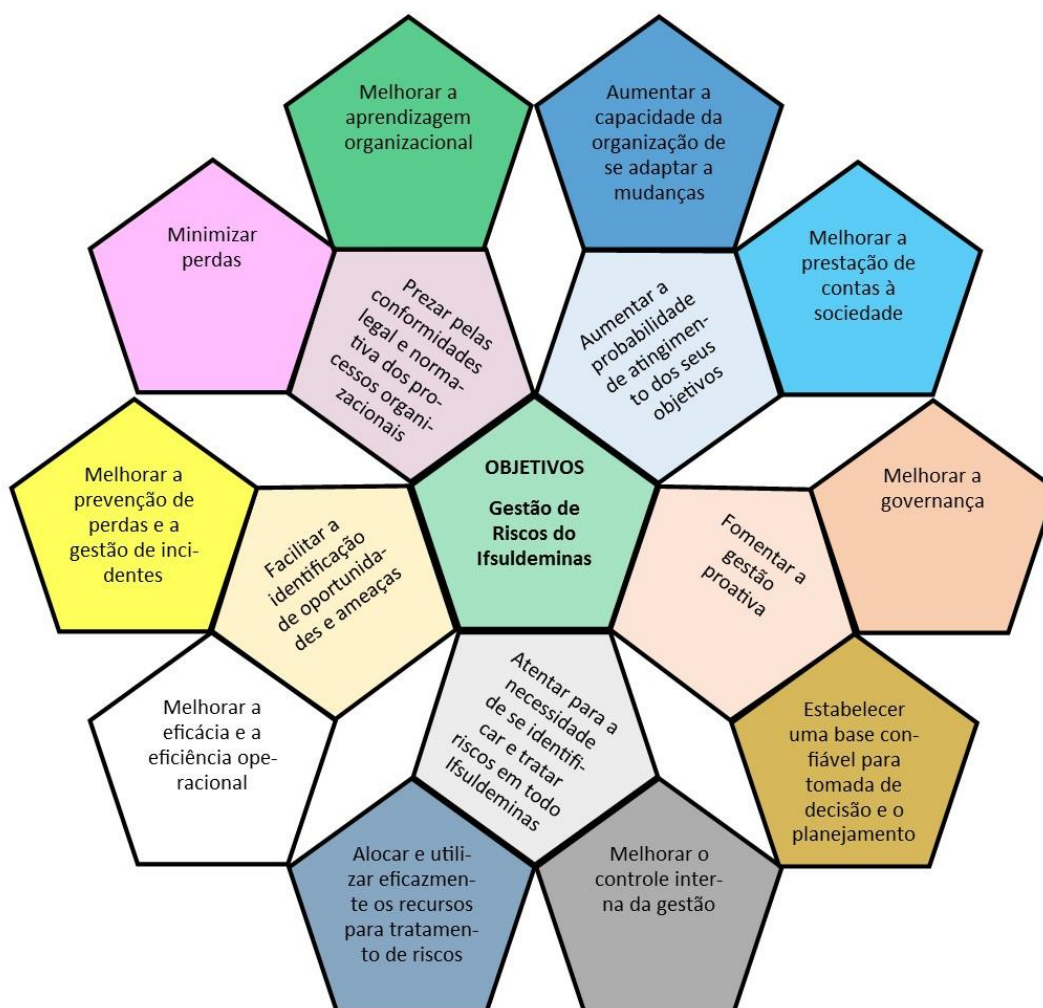 Melhorar a
aprendizagem
organizacional
Aumentar a
capacidade da
organização de
se adaptar a
mudanças
Minimizar
perdas
Prezar pelas
conformidades
legal e norma-
tiva dos pro-
cessos organi-
zacionais
Aumentar a
probabilidade
de atingimen-
to dos seus
objetivos
Melhorar a
prestação de
contas à
sociedade
Melhorar a
prevenção de
perdas e a
gestão de inci-
dentes
Facilitar a
identificação
de oportunida-
des e ameaças
OBJETIVOS
Gestão de
Riscos do
Ifsuldeminas
Fomentar a
gestão
proativa
Melhorar a
governança
Melhorar a
eficácia e a
eficiência ope-
racional
Atentar para a
necessidade
de se identifi-
car e tratar
riscos em todo
Ifsuldeminas
Estabelecer
uma base con-
fiável para
tomada de
decisão e o
planejamento
Alocar e utili-
zar eficazmen-
te os recursos
para tratamen-
to de riscos
Melhorar o
controle inter-
na da gestão